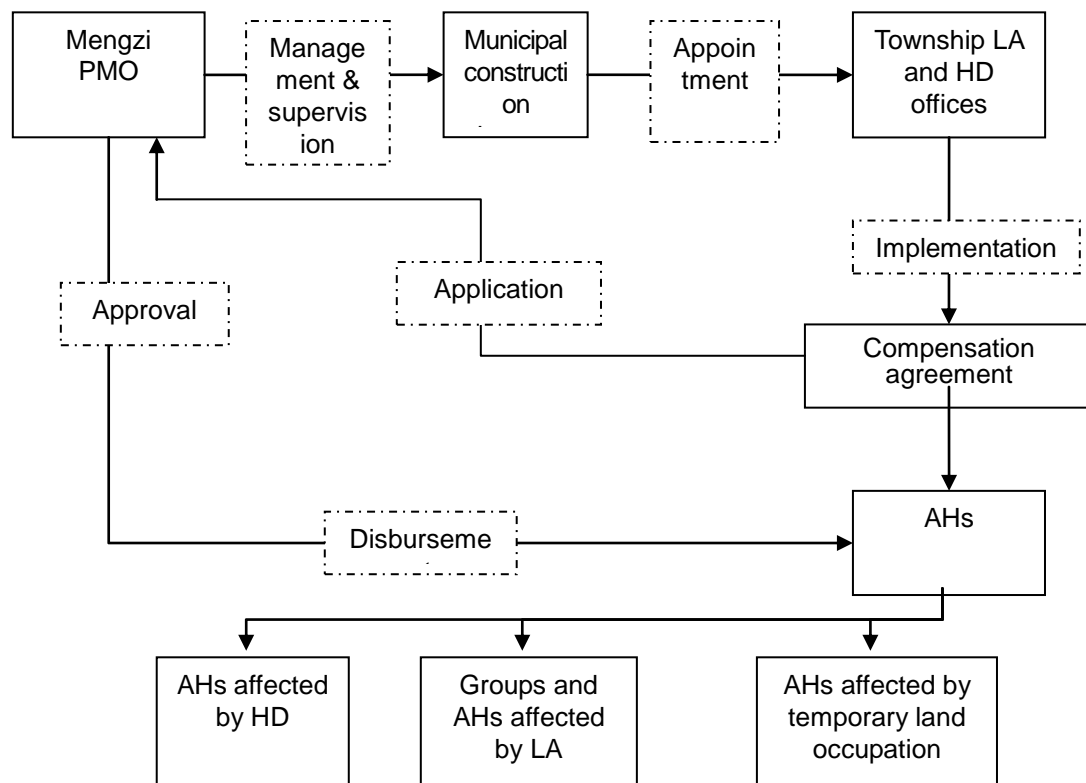 Mengzi
PMO
Manage
ment &
supervis
ion
Municipal
constructi
on
Appoin
tment
Township LA
and HD
offices
Implementation
Application
Approval
Compensation
agreement
AHs
Disburseme
AHs affected
by HD
Groups and
AHs affected
by LA
AHs affected by
temporary land
occupation